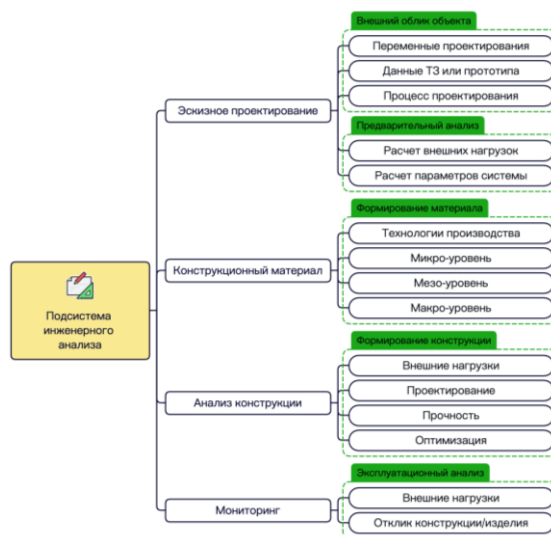 Внешний облик объекта
Переменные проектирования
Данные ТЗ или прототипа
Процесс проектирования
Эскизное проектирование
Предварительный анализ
Расчет внешних нагрузок
Расчет параметров системы
Формирование материала
Технологии производства
Микро-уровень
Конструкционный материал
Мезо-уровень
Макро-уровень
Подсистема
инженерного
анализа
Формирование конструкции
Внешние нагрузки
Проектирование
Анализ конструкции
Прочность
Оптимизация
Эксплуатационный анализ
Внешние нагрузки
Мониторинг
Отклик конструкции/изделия